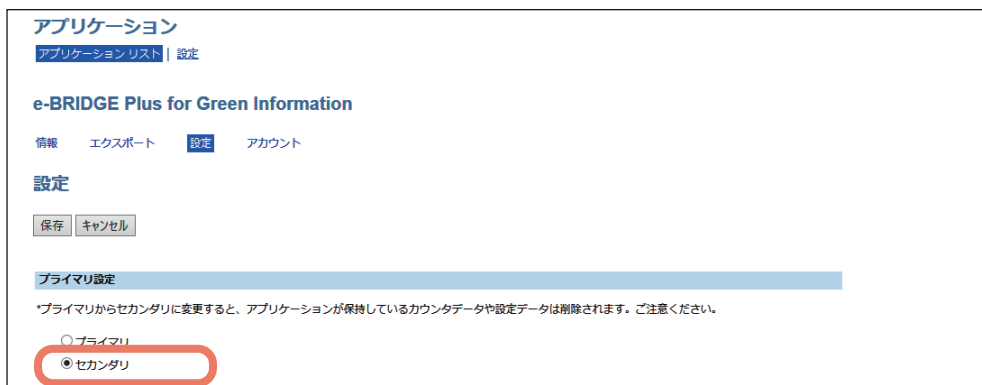 アプリケーション
アプリケーション リスト | 設定
e-BRIDGE Plus for Green Information
情報 エクスポート 設定 アカウント
設定
保存 キャンセル
プライマリ設定
*プライマリからセカンダリに変更すると、アプリケーションが保持しているカウンタデータや設定データは削除されます。ご注意ください。
プライマリ
セカンダリ